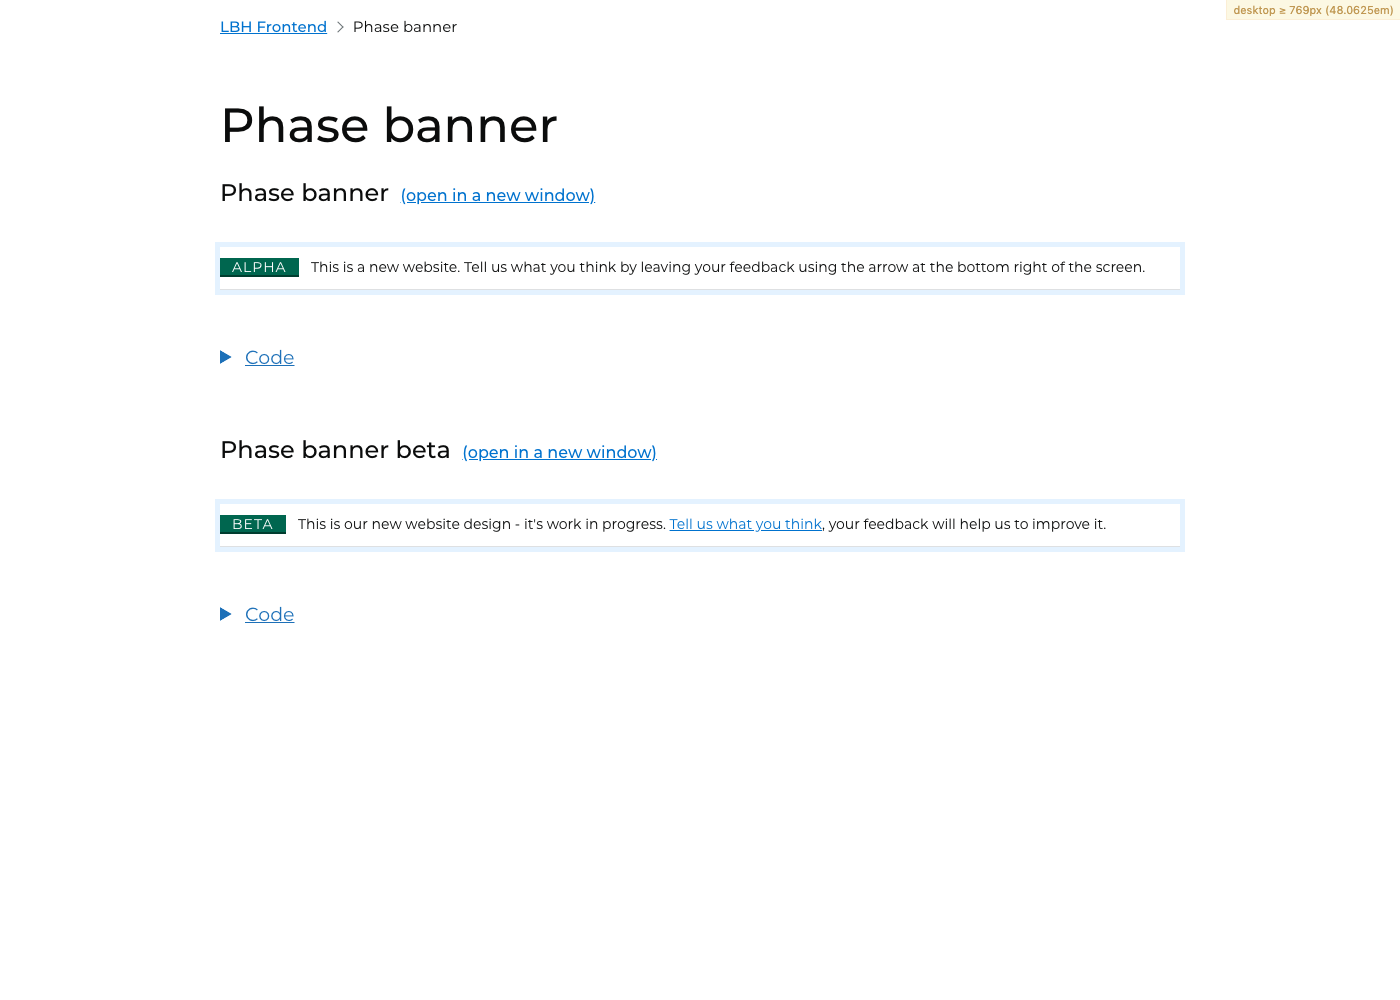 LBH Frontend Phase banner
desktop ≥ 769px (48.0625em)
Phase banner
Phase banner (open in a new window)
ALPHA This is a new website. Tell us what you think by leaving your feedback using the arrow at the bottom right of the screen.
Code
Phase banner beta (open in a new window)
BETA This is our new website design - it's work in progress. Tell us what you think, your feedback will help us to improve it.
Code